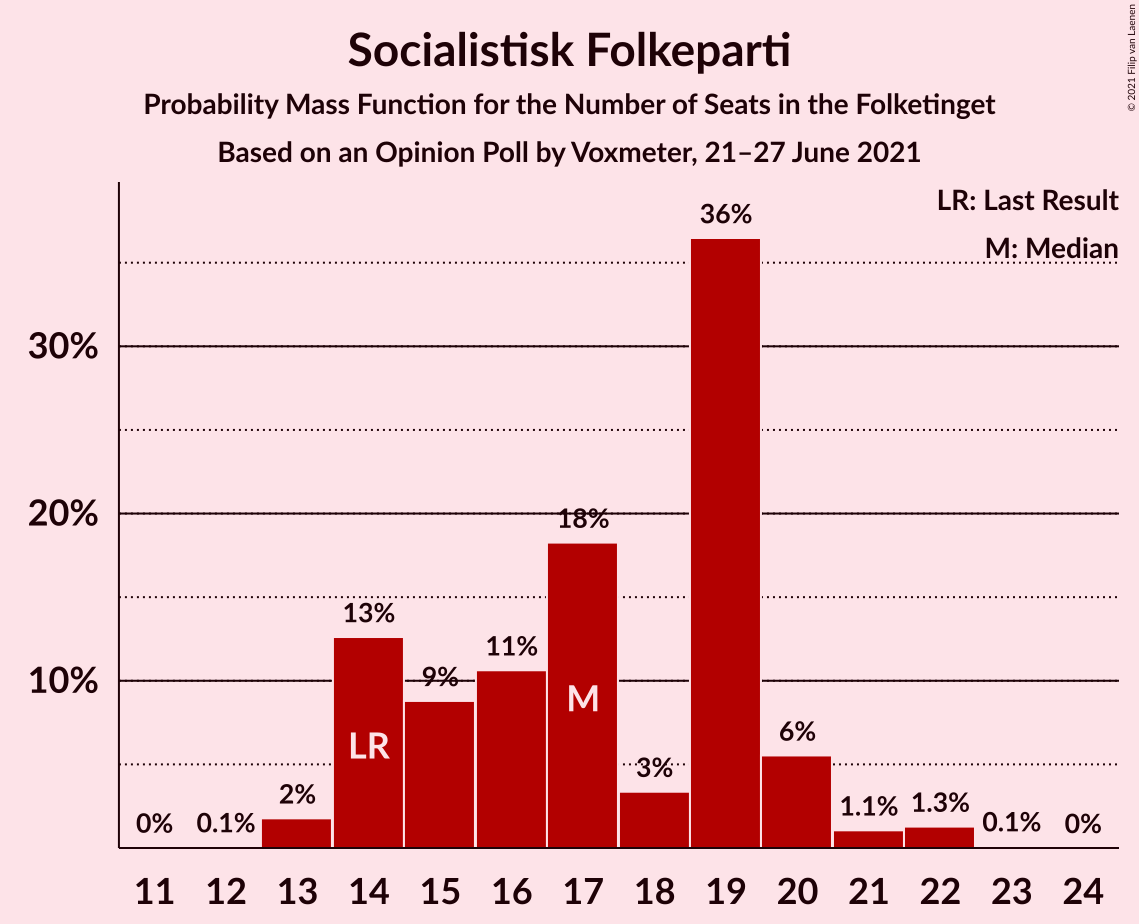 Socialistisk Folkeparti
Probability Mass Function for the Number of Seats in the Folketinget
Based on an Opinion Poll by Voxmeter, 21–27 June 2021
© 2021 Filip van Laenen
LR: Last Result
M: Median
30%
20%
10%
0%
0.1%
2%
13%
9%
11%
18%
3%
36%
6%
1.1%
1.3%
0.1%
0%
LR
M
11 12 13 14 15 16 17 18 19 20 21 22 23 24